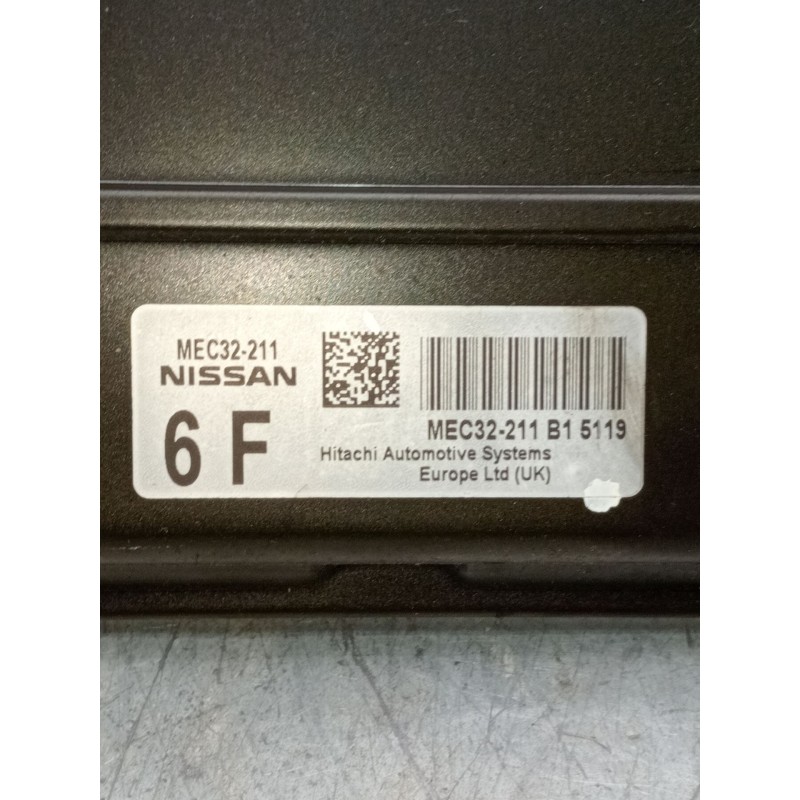 MEC32-211
NISSAN
6 F
MEC32-211 B1 5119
Hitachi Automotive Systems
Europe Ltd (UK)